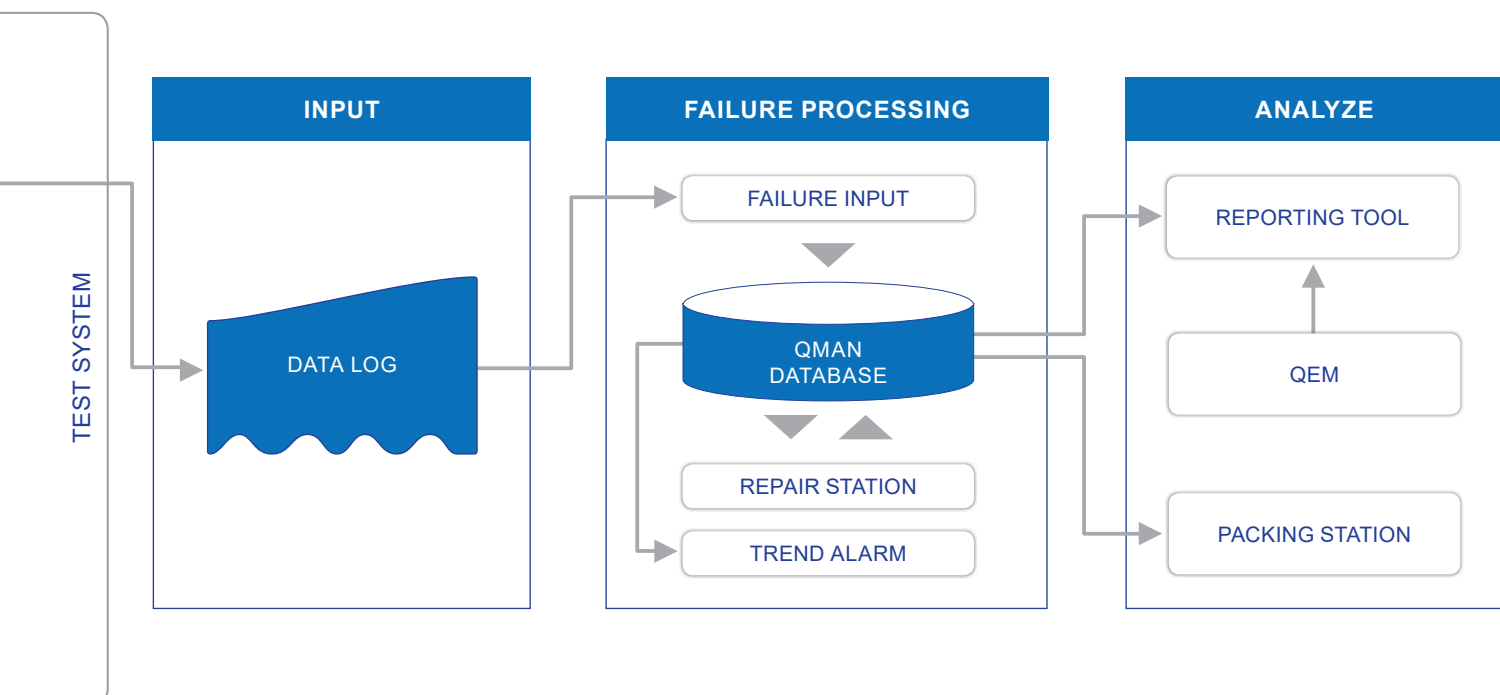 TEST SYSTEM
INPUT
DATA LOG
FAILURE PROCESSING
FAILURE INPUT
QMAN
DATABASE
REPAIR STATION
TREND ALARM
ANALYZE
REPORTING TOOL
QEM
PACKING STATION